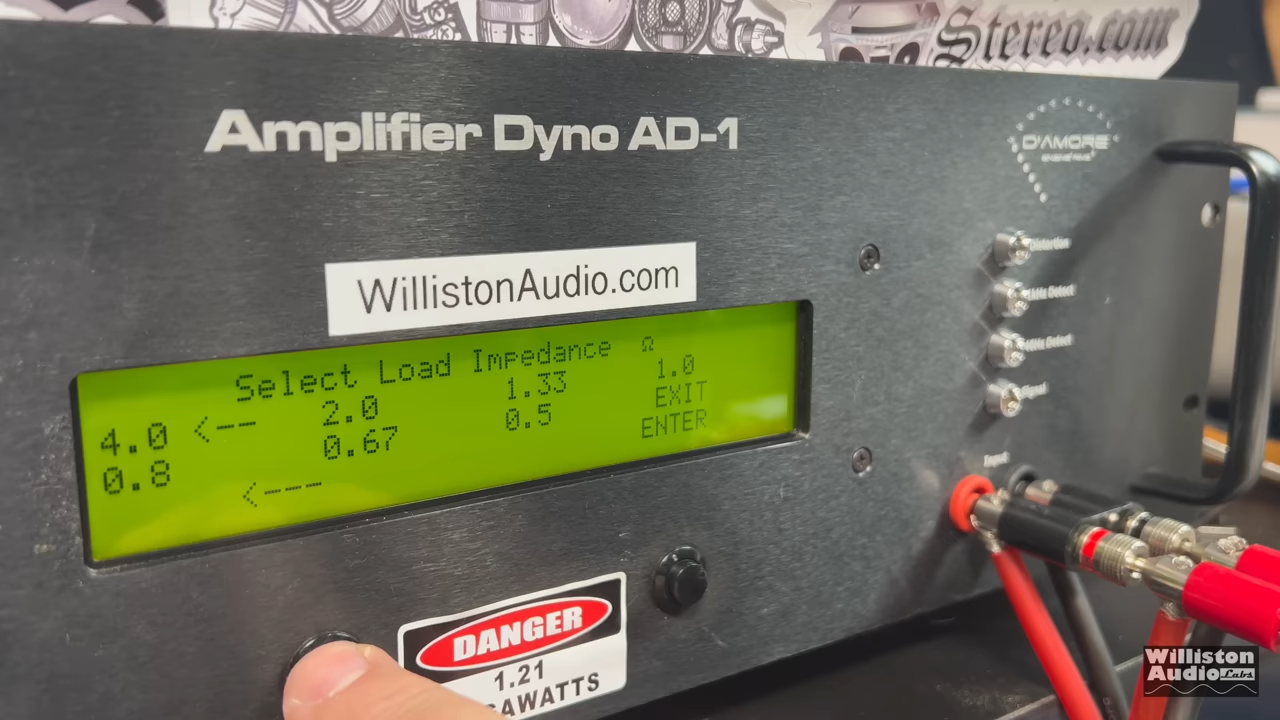 Stereo.com
Amplifier Dyno AD-1
D'AMORE
WillistonAudio.com
Select Load Impedance Ω
4.0 <-- 2.0 1.33 1.0
0.8 0.67 0.5 EXIT
<--- ENTER
Input
DANGER
1.21
Williston
Audio Labs